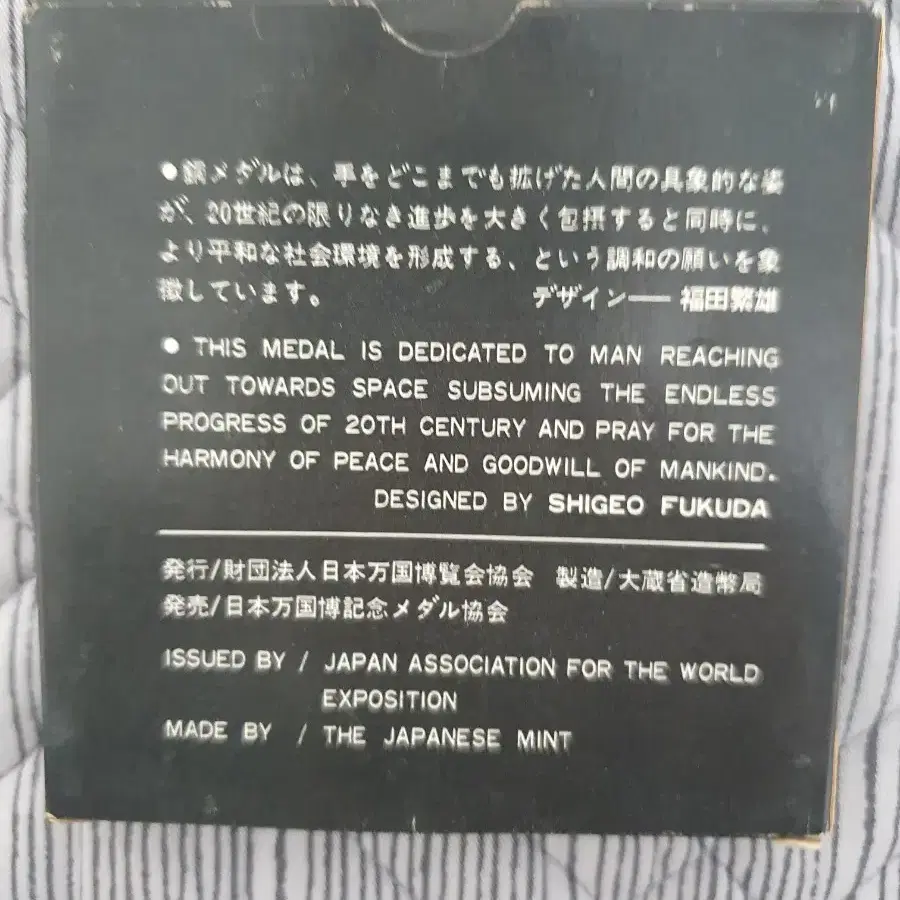 ●銅メダルは、手をどこまでも拡げた人間の具象的な姿
が、20世紀の限りなき進歩を大きく包摂すると同時に、
より平和な社会環境を形成する、という調和の願いを象
徴しています。 デザイン── 福田繁雄
● THIS MEDAL IS DEDICATED TO MAN REACHING
OUT TOWARDS SPACE SUBSUMING THE ENDLESS
PROGRESS OF 20TH CENTURY AND PRAY FOR THE
HARMONY OF PEACE AND GOODWILL OF MANKIND.
DESIGNED BY SHIGEO FUKUDA
発行/財団法人日本万国博覧会協会 製造/大蔵省造幣局
発売/日本万国博記念メダル協会
ISSUED BY / JAPAN ASSOCIATION FOR THE WORLD
EXPOSITION
MADE BY / THE JAPANESE MINT